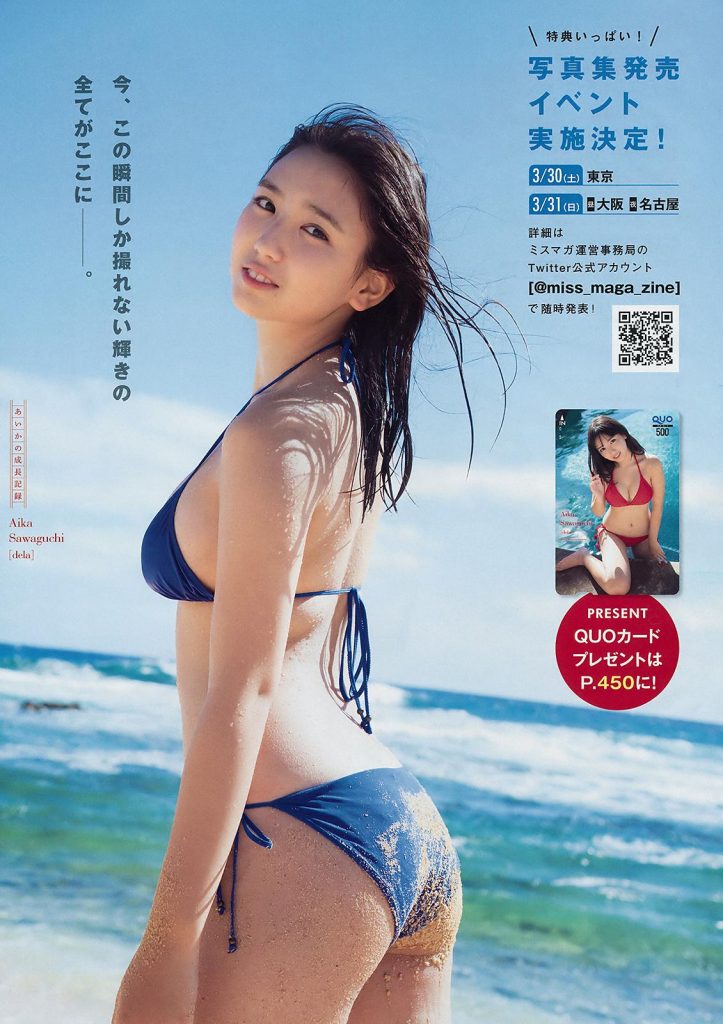 特典いっぱい！
写真集発売
イベント
実施決定！
3/30(土) 東京
3/31(日) 昼大阪 夜名古屋
詳細は
ミスマガ運営事務局の
Twitter公式アカウント
[@miss_maga_zine]
で随時発表！
今、この瞬間しか撮れない輝きの
全てがここに――。
あいかの成長記録
Aika
Sawaguchi
[dela]
IN
QUO
500
Aika
Sawaguchi
[dela]
PRESENT
QUOカード
プレゼントは
P.450に!